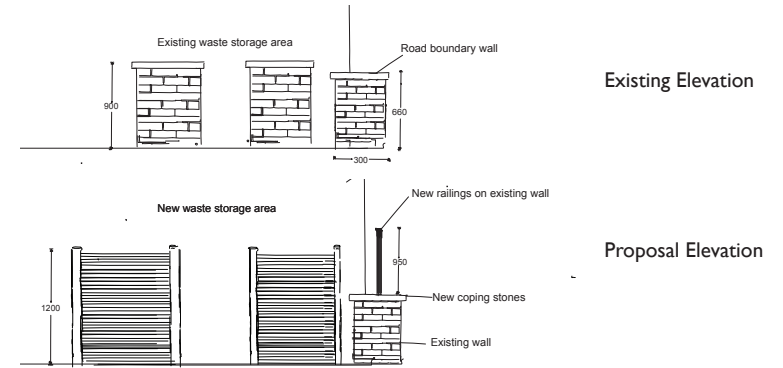 Existing waste storage area
Road boundary wall
Existing Elevation
900
660
300
New railings on existing wall
New waste storage area
Proposal Elevation
950
1200
New coping stones
Existing wall